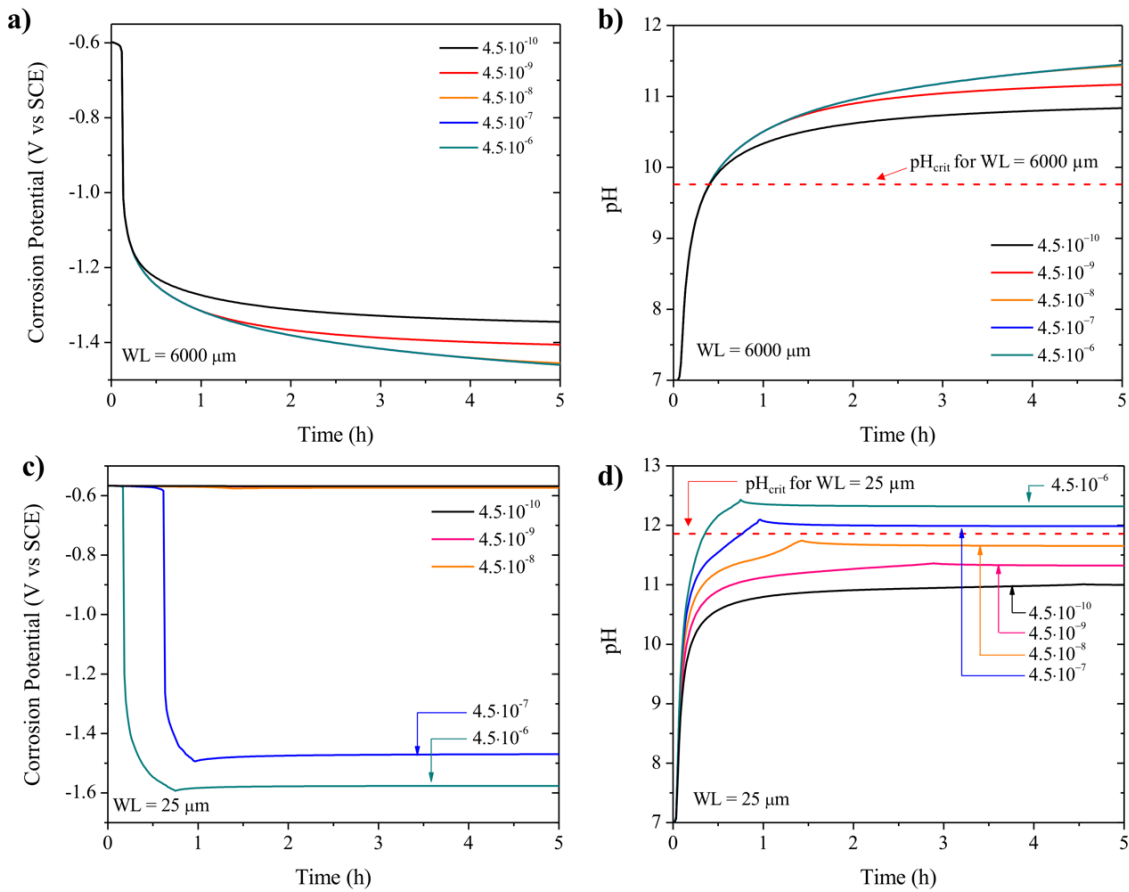 a)
-0.6
-0.8
-1.0
-1.2
-1.4
Corrosion Potential (V vs SCE)
4.5·10⁻¹⁰
4.5·10⁻⁹
4.5·10⁻⁸
4.5·10⁻⁷
4.5·10⁻⁶
WL = 6000 µm
0 1 2 3 4 5
Time (h)
b)
12
11
10
9
8
7
pH
pHcrit for WL = 6000 µm
4.5·10⁻¹⁰
4.5·10⁻⁹
4.5·10⁻⁸
4.5·10⁻⁷
4.5·10⁻⁶
WL = 6000 µm
0 1 2 3 4 5
Time (h)
c)
-0.6
-0.8
-1.0
-1.2
-1.4
-1.6
Corrosion Potential (V vs SCE)
4.5·10⁻¹⁰
4.5·10⁻⁹
4.5·10⁻⁸
4.5·10⁻⁷
4.5·10⁻⁶
WL = 25 µm
0 1 2 3 4 5
Time (h)
d)
13
12
11
10
9
8
7
pH
pHcrit for WL = 25 µm
4.5·10⁻⁶
4.5·10⁻¹⁰
4.5·10⁻⁹
4.5·10⁻⁸
4.5·10⁻⁷
WL = 25 µm
0 1 2 3 4 5
Time (h)